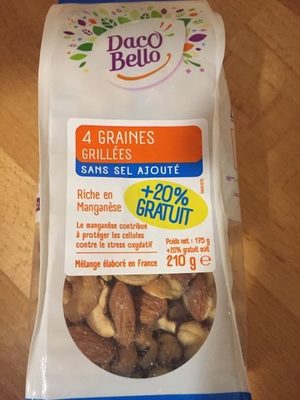 Daco
Bello
4 GRAINES
GRILLÉES
SANS SEL AJOUTÉ
Riche en
Manganèse
+20%
GRATUIT
Le manganèse contribue
à protéger les cellules
contre le stress oxydatif
Poids net : 175 g
+20% gratuit soit
210 g e
Mélange élaboré en France